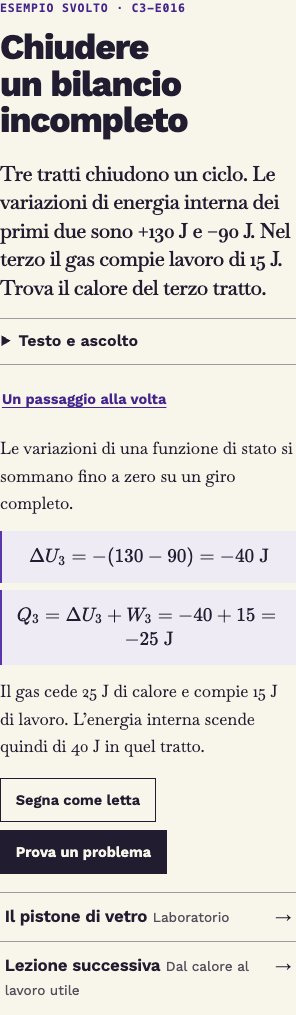 ESEMPIO SVOLTO · C3-E016
Chiudere
un bilancio
incompleto
Tre tratti chiudono un ciclo. Le
variazioni di energia interna dei
primi due sono +130 J e −90 J. Nel
terzo il gas compie lavoro di 15 J.
Trova il calore del terzo tratto.
▶ Testo e ascolto
Un passaggio alla volta
Le variazioni di una funzione di stato si
sommano fino a zero su un giro
completo.
ΔU₃ = −(130 − 90) = −40 J
Q₃ = ΔU₃ + W₃ = −40 + 15 =
−25 J
Il gas cede 25 J di calore e compie 15 J
di lavoro. L’energia interna scende
quindi di 40 J in quel tratto.
Segna come letta
Prova un problema
Il pistone di vetro Laboratorio →
Lezione successiva Dal calore al →
lavoro utile